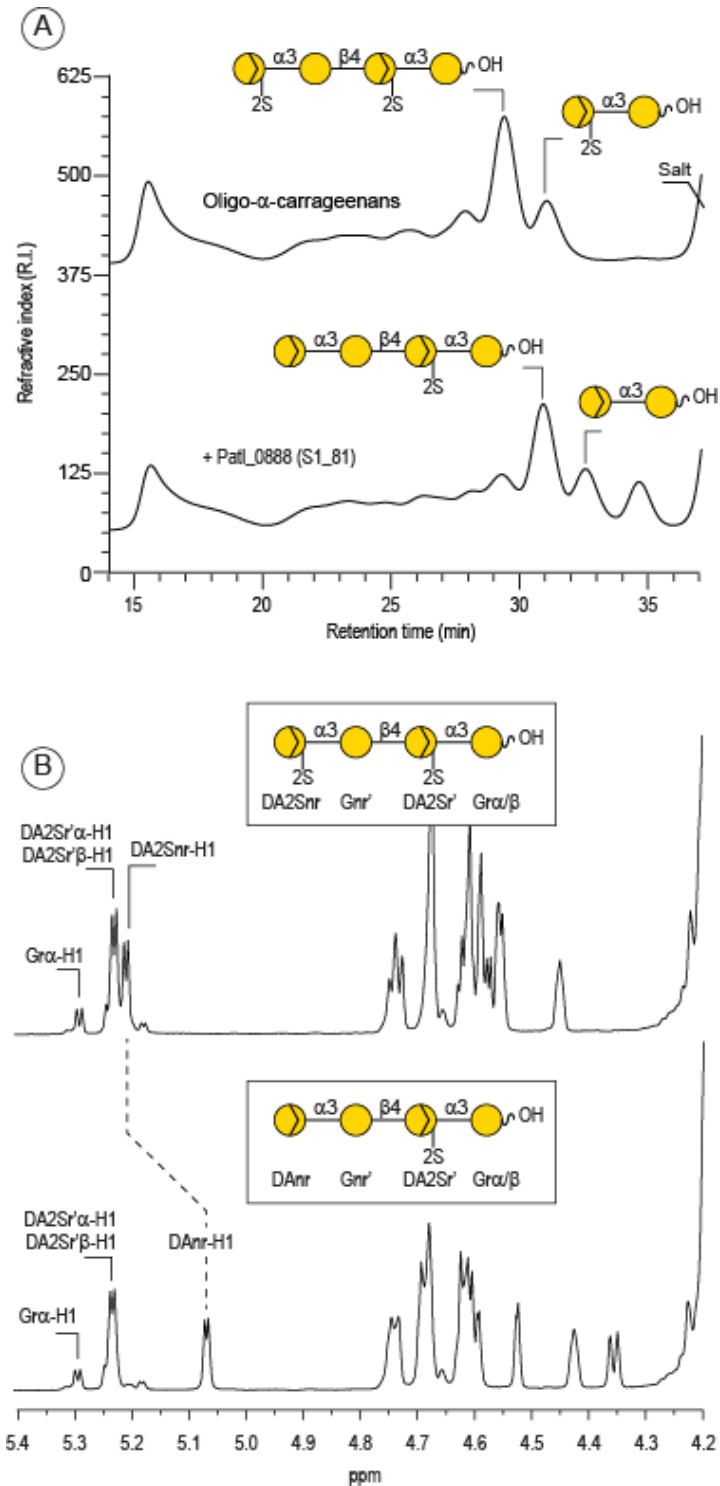 A
α3 β4 α3
OH
2S 2S
α3
OH
2S
Salt
Oligo-α-carrageenans
α3 β4 α3
OH
2S
α3
OH
+ Patl_0888 (S1_81)
625
500
375
250
125
0
Refractive index (R.I.)
15 20 25 30 35
Retention time (min)
B
α3 β4 α3
OH
2S 2S
DA2Snr Gnr' DA2Sr' Grα/β
DA2Sr'α-H1
DA2Sr'β-H1
DA2Snr-H1
Grα-H1
α3 β4 α3
OH
2S
DAnr Gnr' DA2Sr' Grα/β
DA2Sr'α-H1
DA2Sr'β-H1
DAnr-H1
Grα-H1
5.4 5.3 5.2 5.1 5.0 4.9 4.8 4.7 4.6 4.5 4.4 4.3 4.2
ppm